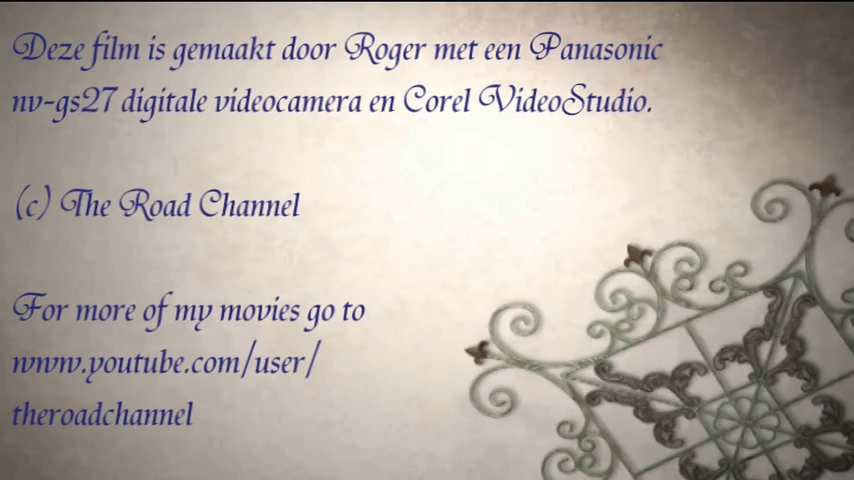 Deze film is gemaakt door Roger met een Panasonic
nv-gs27 digitale videocamera en Corel VideoStudio.
(c) The Road Channel
For more of my movies go to
www.youtube.com/user/
theroadchannel